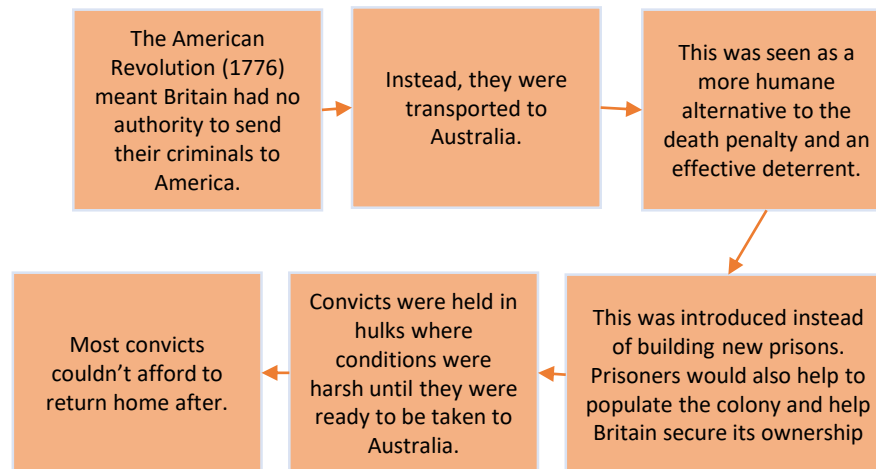 The American
Revolution (1776)
meant Britain had no
authority to send
their criminals to
America.
Instead, they were
transported to
Australia.
This was seen as a
more humane
alternative to the
death penalty and an
effective deterrent.
This was introduced instead
of building new prisons.
Prisoners would also help to
populate the colony and help
Britain secure its ownership
Convicts were held in
hulks where
conditions were
harsh until they were
ready to be taken to
Australia.
Most convicts
couldn’t afford to
return home after.